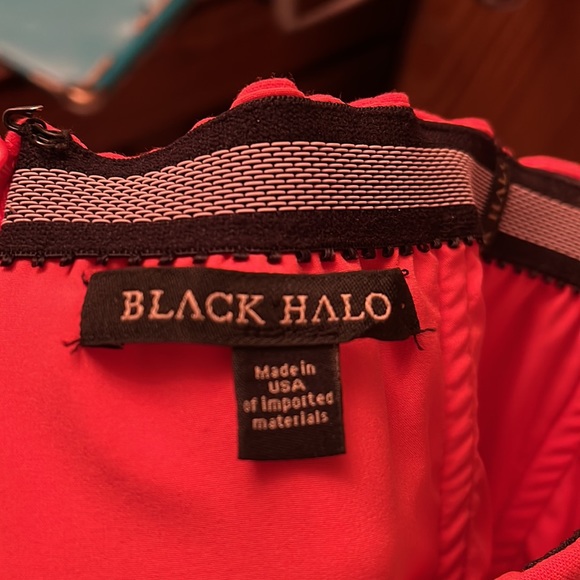 BLACK HALO
Made in
USA
of imported
materials